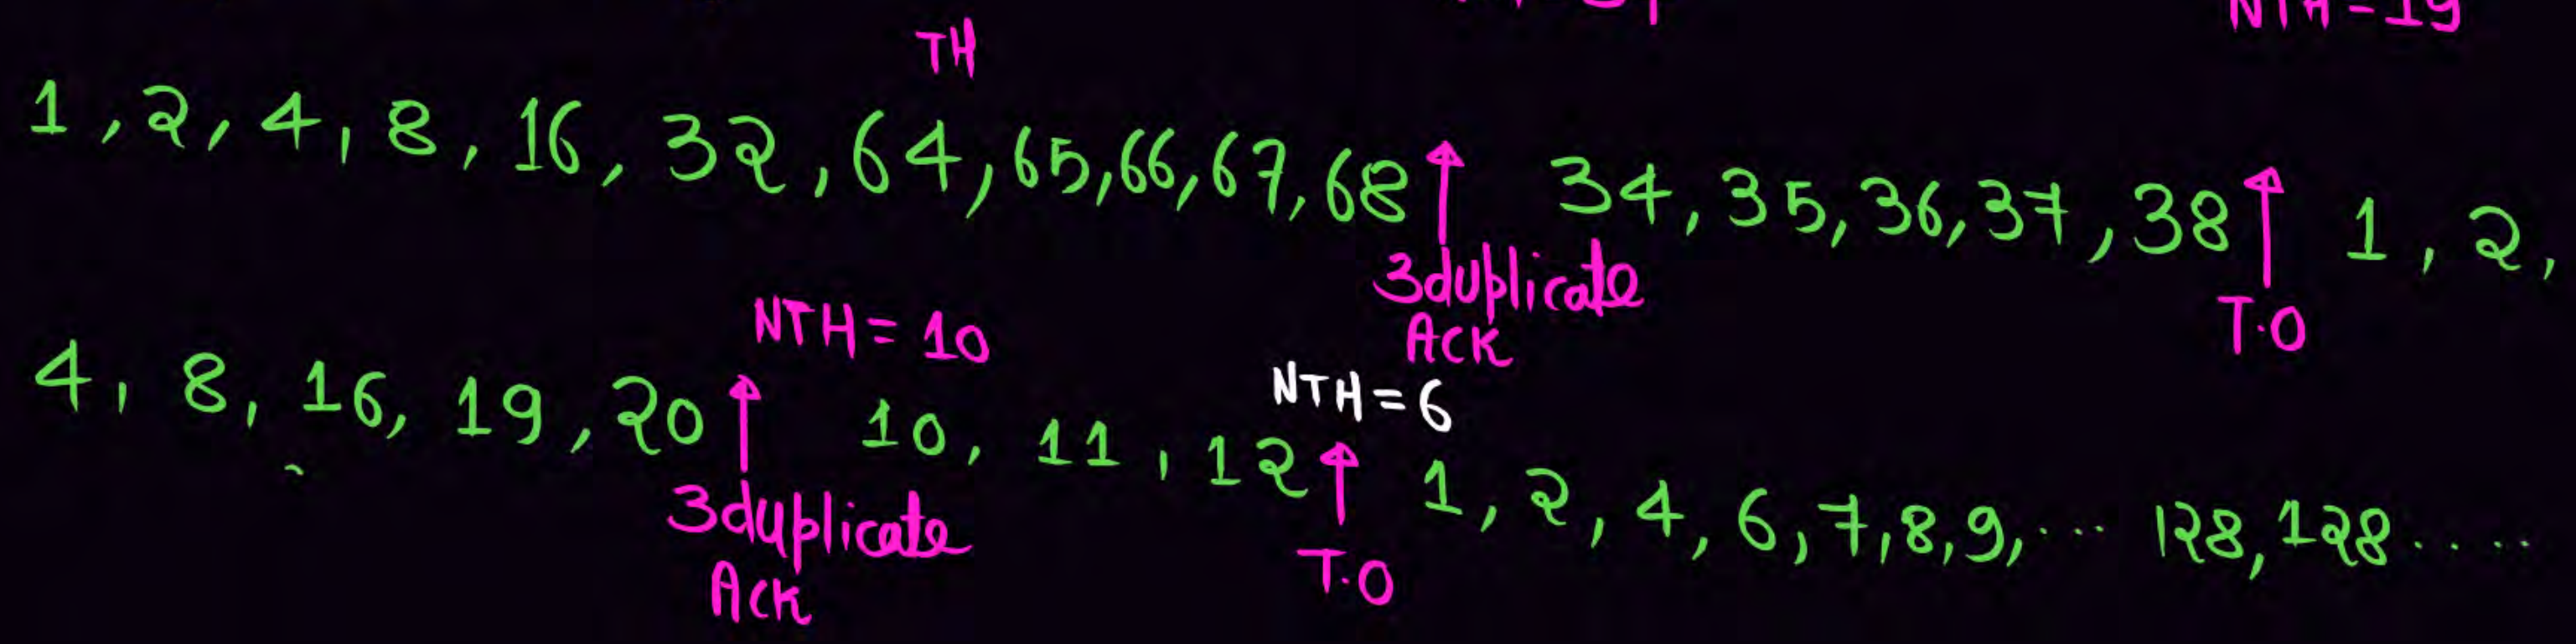 NTH = 19
TH
1, 2, 4, 8, 16, 32, 64, 65, 66, 67, 68 34, 35, 36, 37, 38 1, 2,
3duplicate
Ack
T.O
NTH = 10
NTH = 6
4, 8, 16, 19, 20 10, 11, 12 1, 2, 4, 6, 7, 8, 9, ... 128, 128 .....
3duplicate
Ack
T.O